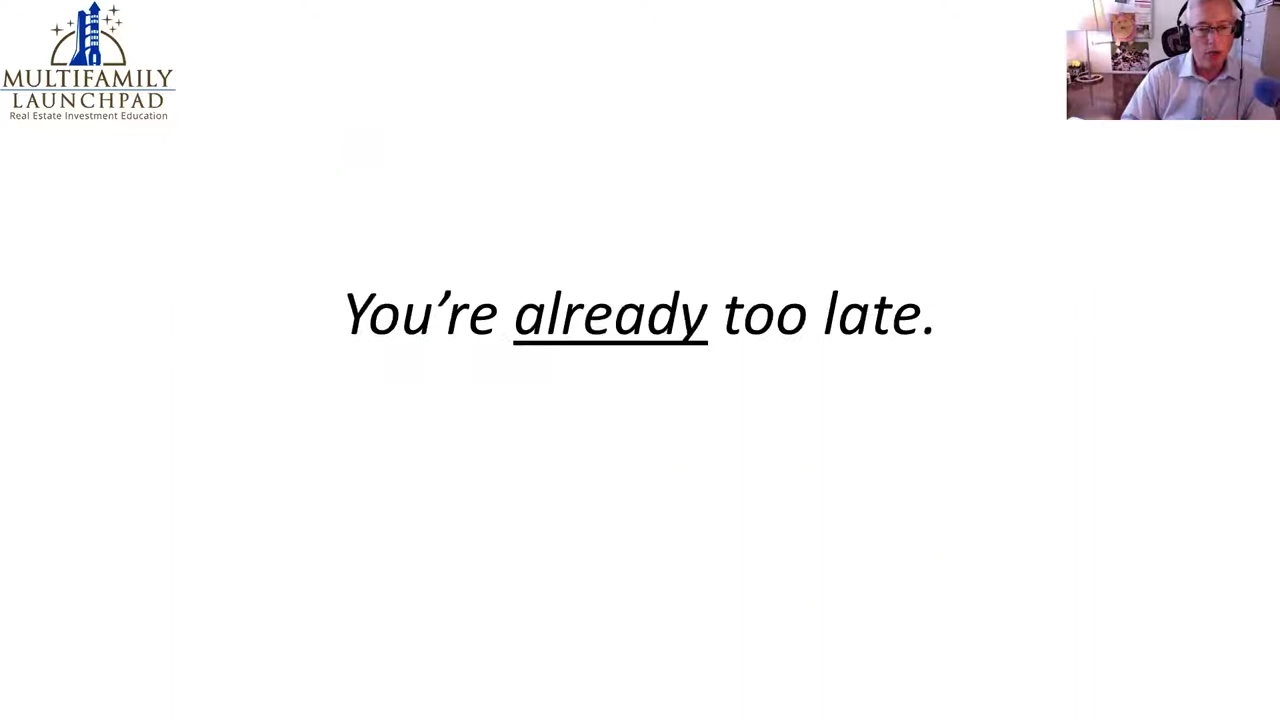 MULTIFAMILY
LAUNCHPAD
Real Estate Investment Education
You’re already too late.